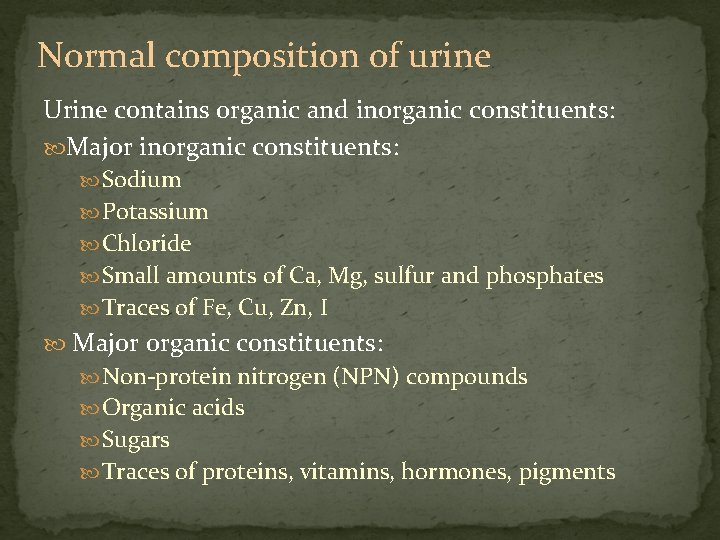 Normal composition of urine
Urine contains organic and inorganic constituents:
Major inorganic constituents:
Sodium
Potassium
Chloride
Small amounts of Ca, Mg, sulfur and phosphates
Traces of Fe, Cu, Zn, I
Major organic constituents:
Non-protein nitrogen (NPN) compounds
Organic acids
Sugars
Traces of proteins, vitamins, hormones, pigments